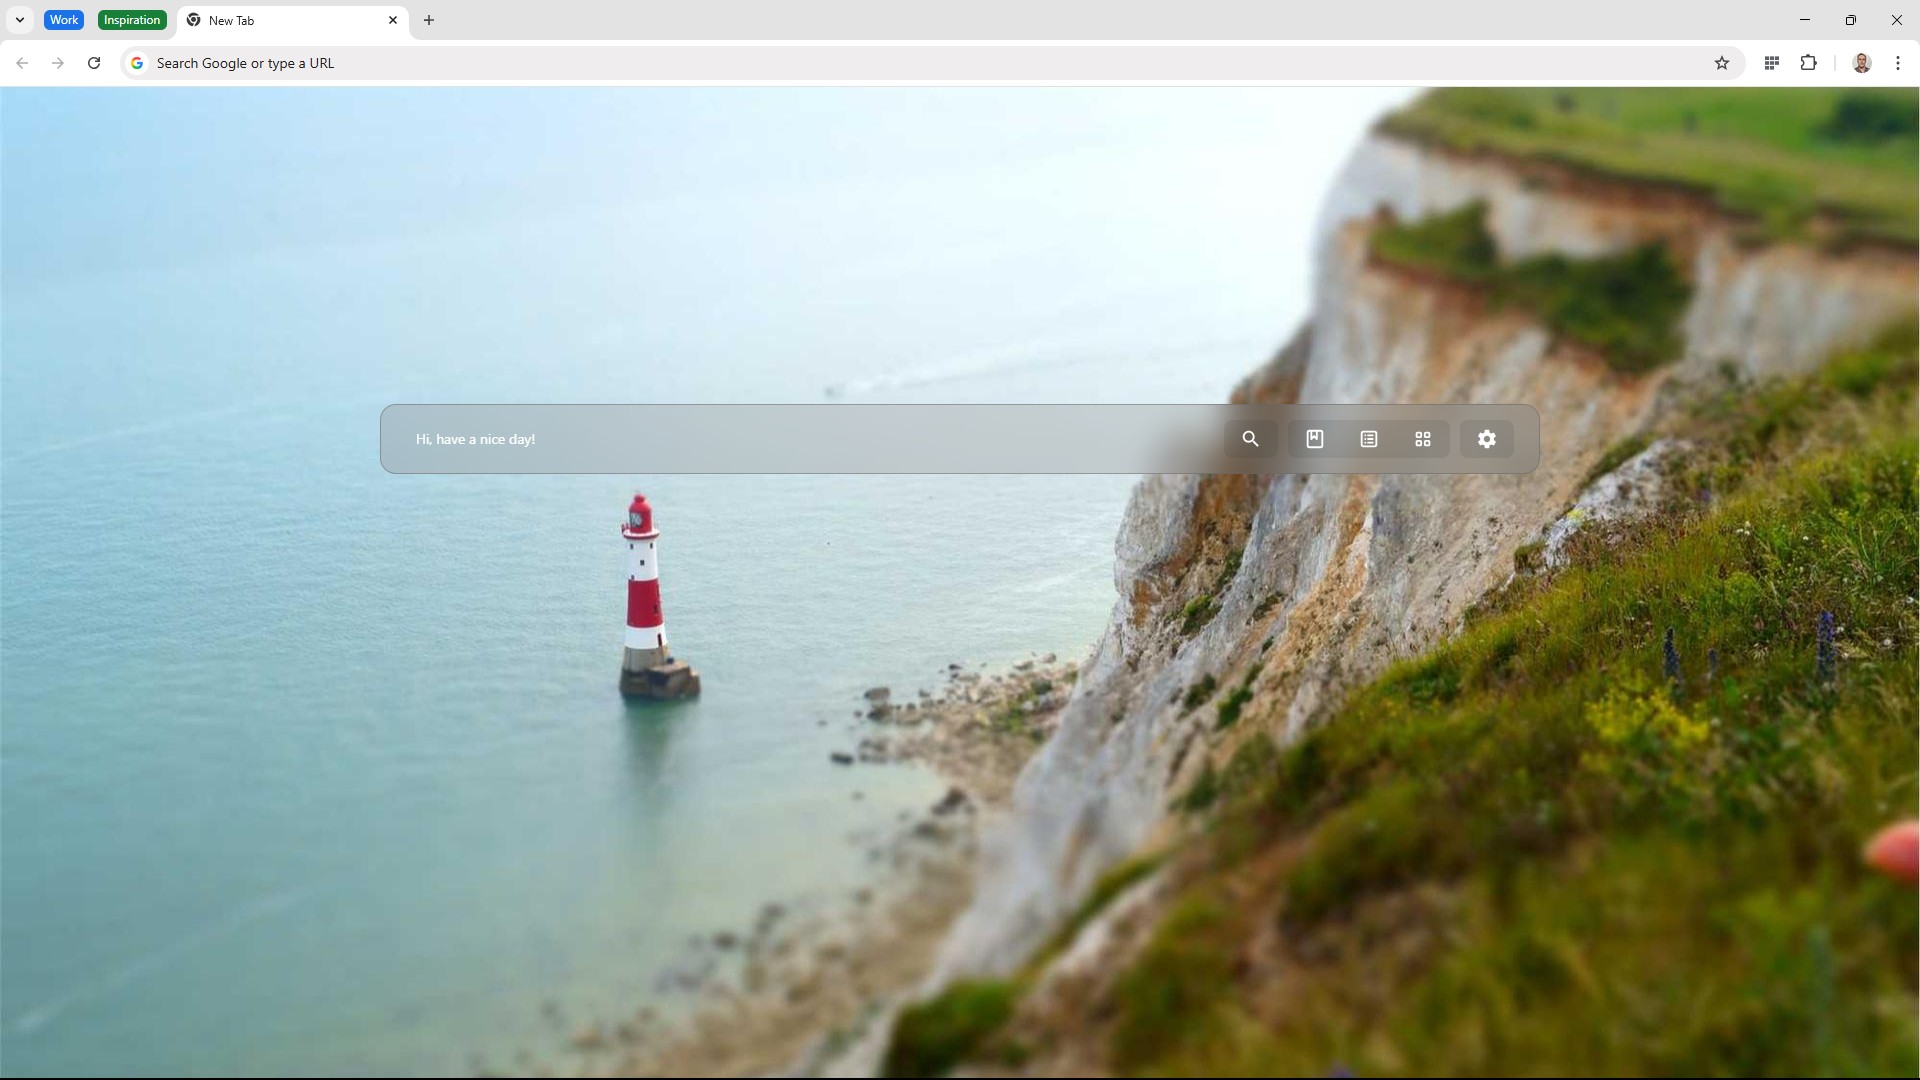 Work
Inspiration
New Tab
Search Google or type a URL
Hi, have a nice day!